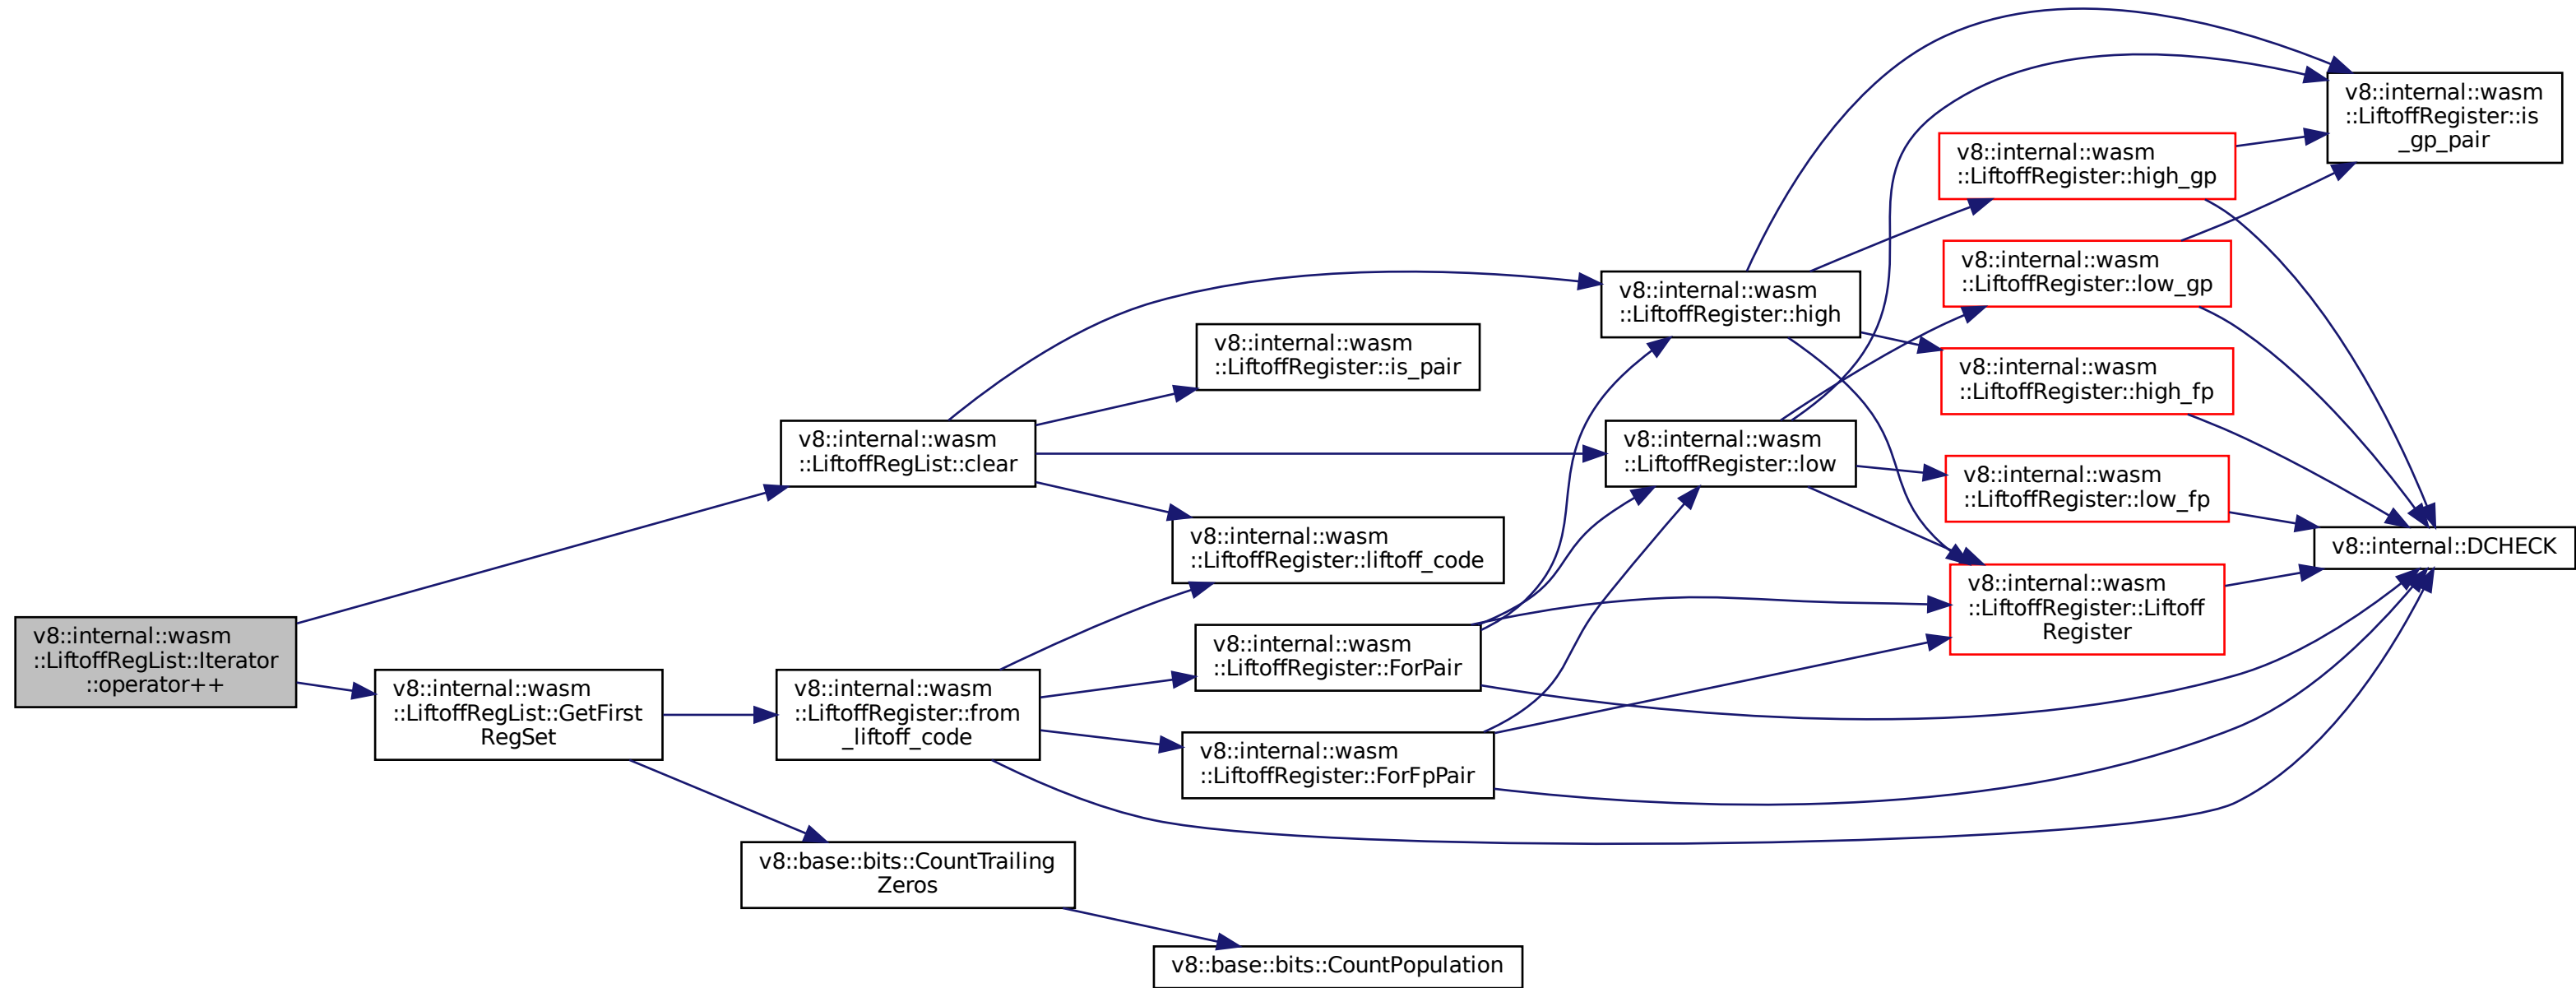 v8::internal::wasm
::LiftoffRegList::Iterator
::operator++
v8::internal::wasm
::LiftoffRegList::clear
v8::internal::wasm
::LiftoffRegList::GetFirst
RegSet
v8::internal::wasm
::LiftoffRegister::from
_liftoff_code
v8::base::bits::CountTrailing
Zeros
v8::internal::wasm
::LiftoffRegister::is_pair
v8::internal::wasm
::LiftoffRegister::liftoff_code
v8::internal::wasm
::LiftoffRegister::ForPair
v8::internal::wasm
::LiftoffRegister::ForFpPair
v8::base::bits::CountPopulation
v8::internal::wasm
::LiftoffRegister::high
v8::internal::wasm
::LiftoffRegister::low
v8::internal::wasm
::LiftoffRegister::high_gp
v8::internal::wasm
::LiftoffRegister::low_gp
v8::internal::wasm
::LiftoffRegister::high_fp
v8::internal::wasm
::LiftoffRegister::low_fp
v8::internal::wasm
::LiftoffRegister::Liftoff
Register
v8::internal::wasm
::LiftoffRegister::is
_gp_pair
v8::internal::DCHECK